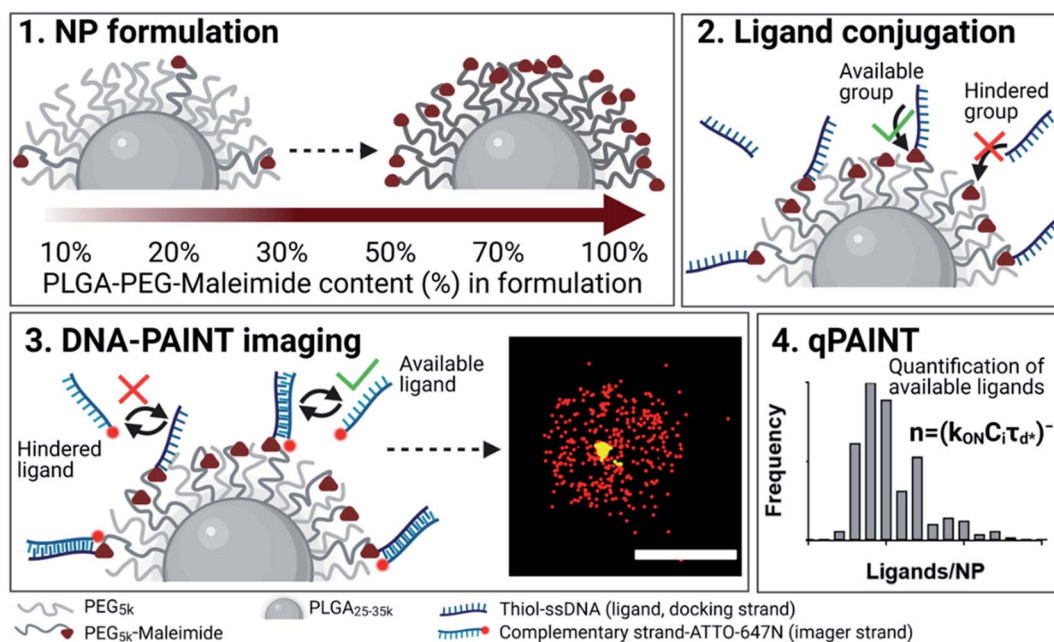 1. NP formulation
10% 20% 30% 50% 70% 100%
PLGA-PEG-Maleimide content (%) in formulation
2. Ligand conjugation
Available
group
Hindered
group
3. DNA-PAINT imaging
Available
ligand
Hindered
ligand
4. qPAINT
Quantification of
available ligands
n=(kONCiτd*)⁻
Frequency
Ligands/NP
PEG5k
PEG5k-Maleimide
PLGA25-35k
Thiol-ssDNA (ligand, docking strand)
Complementary strand-ATTO-647N (imager strand)